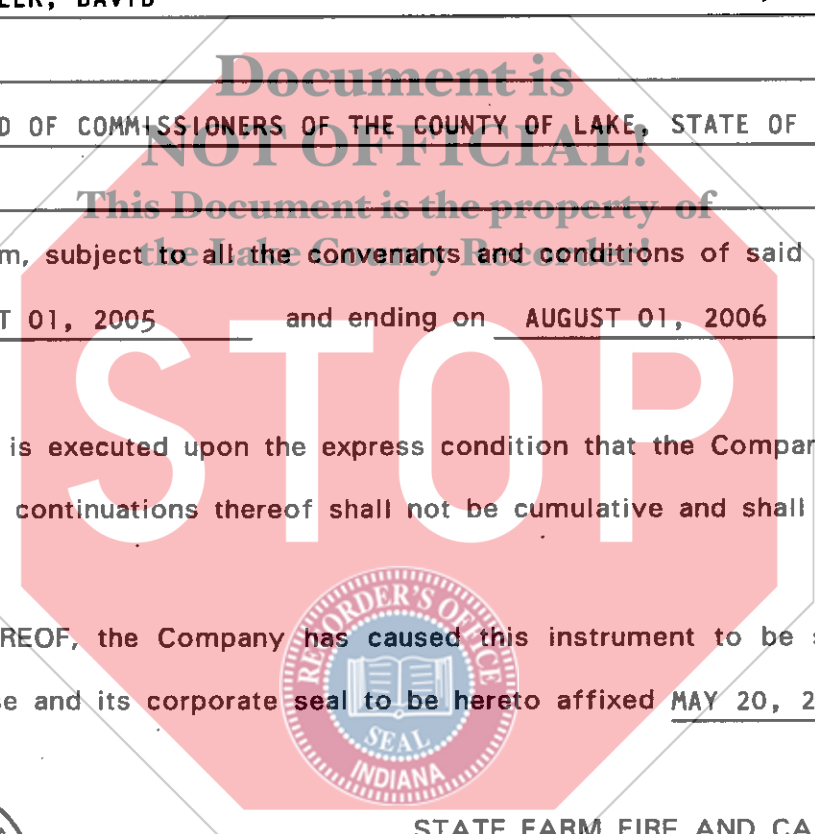 DAVID
Document is
D OF COMMISSIONERS OF THE COUNTY OF LAKE, STATE OF
NOT OFFICIAL!
This Document is the property of
m, subject to all the convenants and conditions of said
the Lake County Recorder!
T 01, 2005 and ending on AUGUST 01, 2006
STOP
is executed upon the express condition that the Compar
continuations thereof shall not be cumulative and shall
RECORDER'S OFFICE
REOF, the Company has caused this instrument to be s
se and its corporate seal to be hereto affixed MAY 20, 2
SEAL
INDIANA
STATE FARM FIRE AND CA